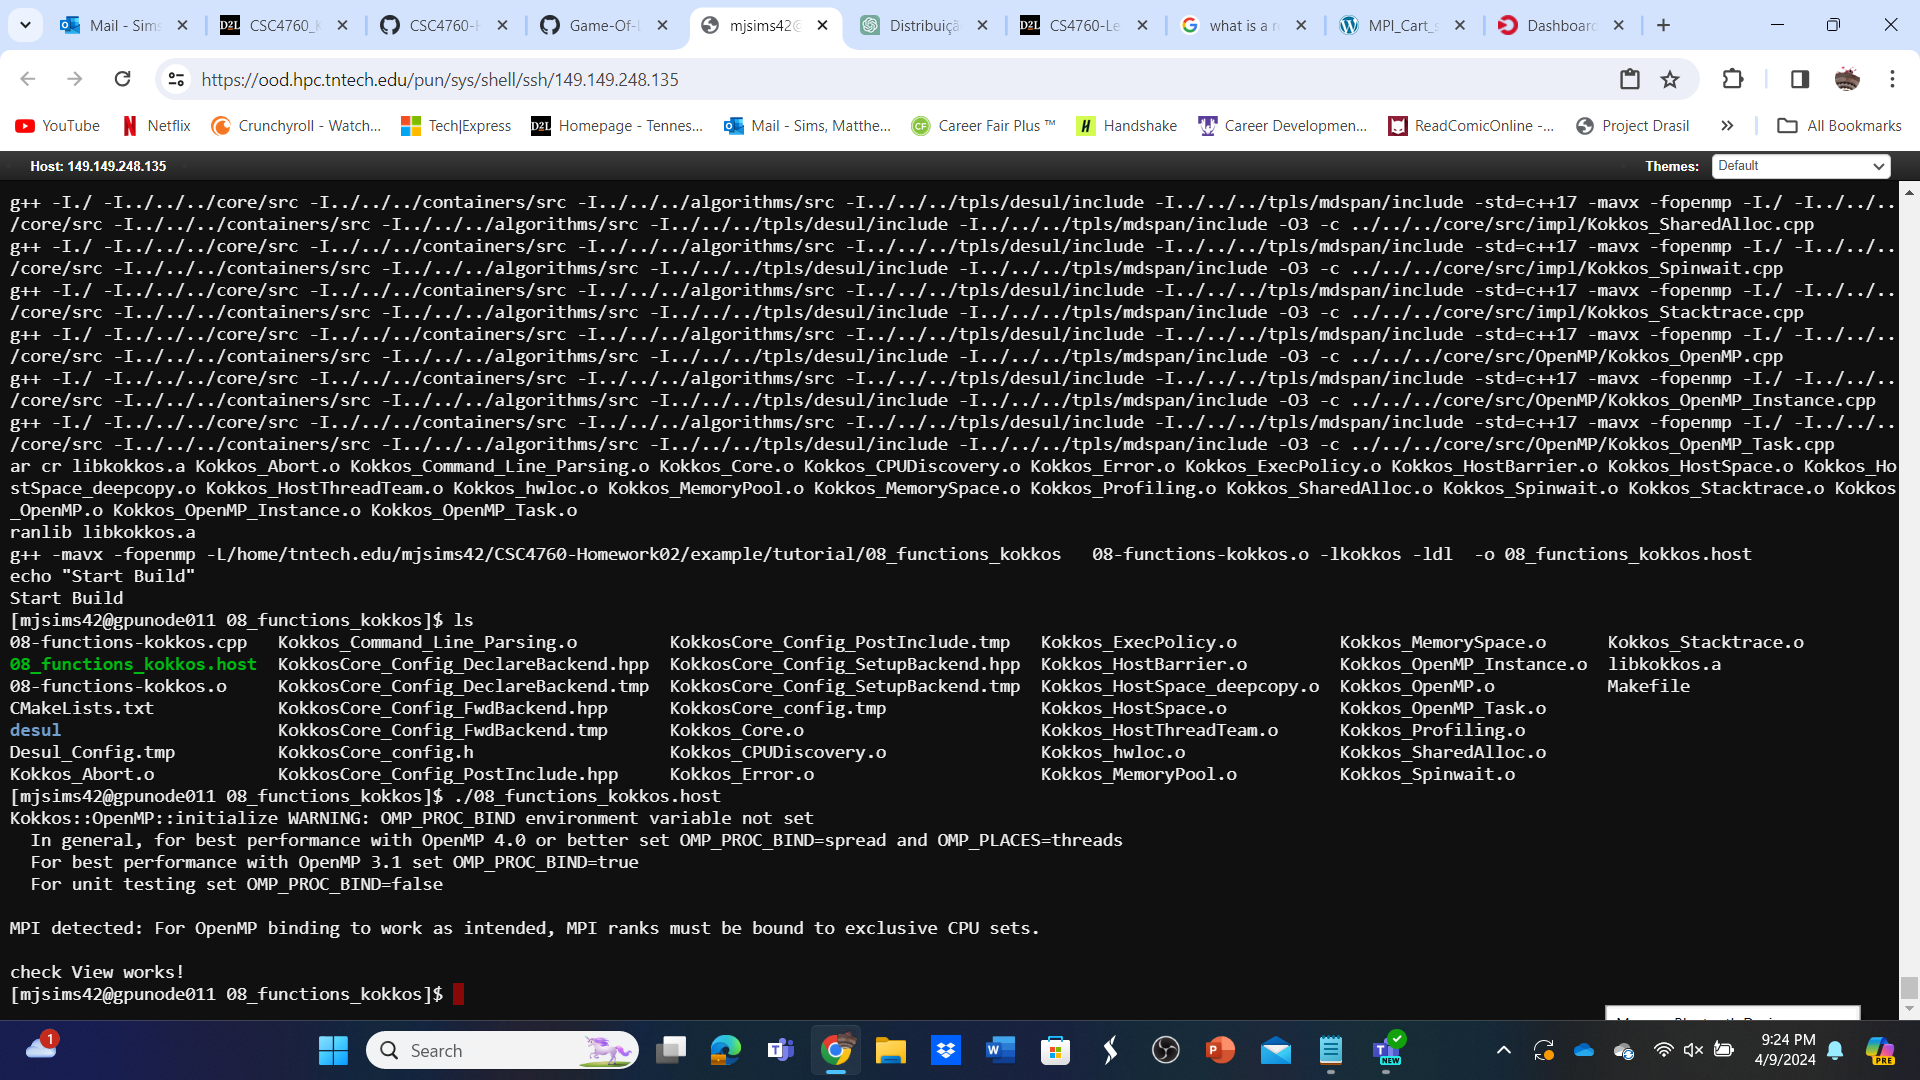 Mail - Sims
CSC4760_K
CSC4760-H
Game-Of-L
mjsims42@
Distribuiçã
CS4760-Le
what is a r
MPI_Cart_s
Dashboard
https://ood.hpc.tntech.edu/pun/sys/shell/ssh/149.149.248.135
YouTube
Netflix
Crunchyroll - Watch...
Tech|Express
Homepage - Tennes...
Mail - Sims, Matthe...
Career Fair Plus ™
Handshake
Career Developmen...
ReadComicOnline -...
Project Drasil
All Bookmarks
Host: 149.149.248.135
Themes:
Default
g++ -I./ -I../../../core/src -I../../../containers/src -I../../../algorithms/src -I../../../tpls/desul/include -I../../../tpls/mdspan/include -std=c++17 -mavx -fopenmp -I./ -I../../..
/core/src -I../../../containers/src -I../../../algorithms/src -I../../../tpls/desul/include -I../../../tpls/mdspan/include -O3 -c ../../../core/src/impl/Kokkos_SharedAlloc.cpp
g++ -I./ -I../../../core/src -I../../../containers/src -I../../../algorithms/src -I../../../tpls/desul/include -I../../../tpls/mdspan/include -std=c++17 -mavx -fopenmp -I./ -I../../..
/core/src -I../../../containers/src -I../../../algorithms/src -I../../../tpls/desul/include -I../../../tpls/mdspan/include -O3 -c ../../../core/src/impl/Kokkos_Spinwait.cpp
g++ -I./ -I../../../core/src -I../../../containers/src -I../../../algorithms/src -I../../../tpls/desul/include -I../../../tpls/mdspan/include -std=c++17 -mavx -fopenmp -I./ -I../../..
/core/src -I../../../containers/src -I../../../algorithms/src -I../../../tpls/desul/include -I../../../tpls/mdspan/include -O3 -c ../../../core/src/impl/Kokkos_Stacktrace.cpp
g++ -I./ -I../../../core/src -I../../../containers/src -I../../../algorithms/src -I../../../tpls/desul/include -I../../../tpls/mdspan/include -std=c++17 -mavx -fopenmp -I./ -I../../..
/core/src -I../../../containers/src -I../../../algorithms/src -I../../../tpls/desul/include -I../../../tpls/mdspan/include -O3 -c ../../../core/src/OpenMP/Kokkos_OpenMP.cpp
g++ -I./ -I../../../core/src -I../../../containers/src -I../../../algorithms/src -I../../../tpls/desul/include -I../../../tpls/mdspan/include -std=c++17 -mavx -fopenmp -I./ -I../../..
/core/src -I../../../containers/src -I../../../algorithms/src -I../../../tpls/desul/include -I../../../tpls/mdspan/include -O3 -c ../../../core/src/OpenMP/Kokkos_OpenMP_Instance.cpp
g++ -I./ -I../../../core/src -I../../../containers/src -I../../../algorithms/src -I../../../tpls/desul/include -I../../../tpls/mdspan/include -std=c++17 -mavx -fopenmp -I./ -I../../..
/core/src -I../../../containers/src -I../../../algorithms/src -I../../../tpls/desul/include -I../../../tpls/mdspan/include -O3 -c ../../../core/src/OpenMP/Kokkos_OpenMP_Task.cpp
ar cr libkokkos.a Kokkos_Abort.o Kokkos_Command_Line_Parsing.o Kokkos_Core.o Kokkos_CPUDiscovery.o Kokkos_Error.o Kokkos_ExecPolicy.o Kokkos_HostBarrier.o Kokkos_HostSpace.o Kokkos_Ho
stSpace_deepcopy.o Kokkos_HostThreadTeam.o Kokkos_hwloc.o Kokkos_MemoryPool.o Kokkos_MemorySpace.o Kokkos_Profiling.o Kokkos_SharedAlloc.o Kokkos_Spinwait.o Kokkos_Stacktrace.o Kokkos
_OpenMP.o Kokkos_OpenMP_Instance.o Kokkos_OpenMP_Task.o
ranlib libkokkos.a
g++ -mavx -fopenmp -L/home/tntech.edu/mjsims42/CSC4760-Homework02/example/tutorial/08_functions_kokkos 08-functions-kokkos.o -lkokkos -ldl -o 08_functions_kokkos.host
echo "Start Build"
Start Build
[mjsims42@gpunode011 08_functions_kokkos]$ ls
08-functions-kokkos.cpp Kokkos_Command_Line_Parsing.o KokkosCore_Config_PostInclude.tmp Kokkos_ExecPolicy.o Kokkos_MemorySpace.o Kokkos_Stacktrace.o
08_functions_kokkos.host KokkosCore_Config_DeclareBackend.hpp KokkosCore_Config_SetupBackend.hpp Kokkos_HostBarrier.o Kokkos_OpenMP_Instance.o libkokkos.a
08-functions-kokkos.o KokkosCore_Config_DeclareBackend.tmp KokkosCore_Config_SetupBackend.tmp Kokkos_HostSpace_deepcopy.o Kokkos_OpenMP.o Makefile
CMakeLists.txt KokkosCore_Config_FwdBackend.hpp KokkosCore_config.tmp Kokkos_HostSpace.o Kokkos_OpenMP_Task.o
desul KokkosCore_Config_FwdBackend.tmp Kokkos_Core.o Kokkos_HostThreadTeam.o Kokkos_Profiling.o
Desul_Config.tmp KokkosCore_config.h Kokkos_CPUDiscovery.o Kokkos_hwloc.o Kokkos_SharedAlloc.o
Kokkos_Abort.o KokkosCore_Config_PostInclude.hpp Kokkos_Error.o Kokkos_MemoryPool.o Kokkos_Spinwait.o
[mjsims42@gpunode011 08_functions_kokkos]$ ./08_functions_kokkos.host
Kokkos::OpenMP::initialize WARNING: OMP_PROC_BIND environment variable not set
In general, for best performance with OpenMP 4.0 or better set OMP_PROC_BIND=spread and OMP_PLACES=threads
For best performance with OpenMP 3.1 set OMP_PROC_BIND=true
For unit testing set OMP_PROC_BIND=false
MPI detected: For OpenMP binding to work as intended, MPI ranks must be bound to exclusive CPU sets.
check View works!
[mjsims42@gpunode011 08_functions_kokkos]$
1
Search
NEW
9:24 PM
4/9/2024
PRE